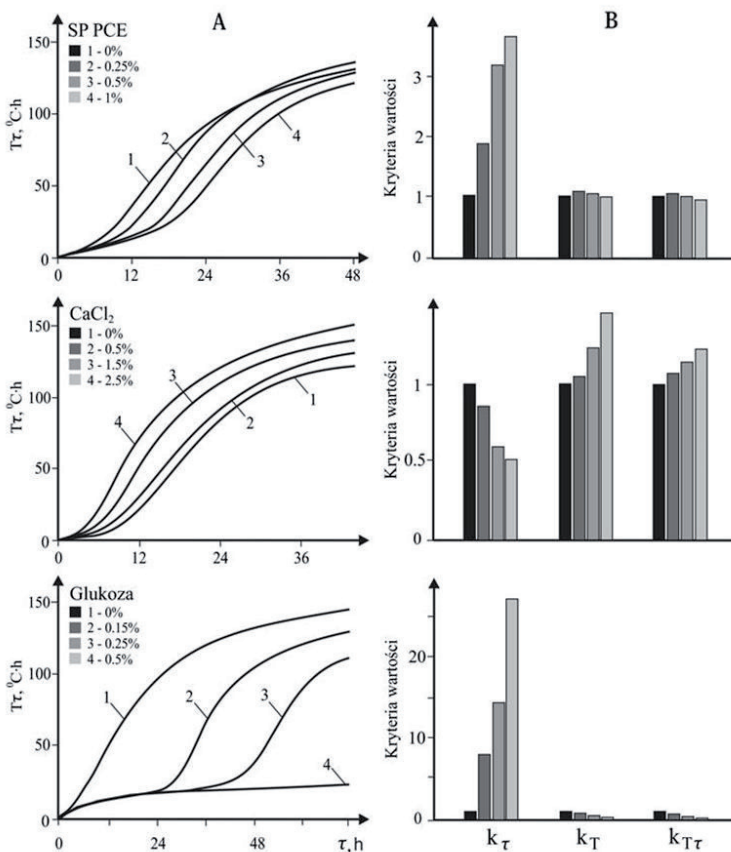 A
SP PCE
1 - 0%
2 - 0.25%
3 - 0.5%
4 - 1%
Tτ, ⁰C·h
150
100
50
0
1
2
3
4
0 12 24 36 48
B
Kryteria wartości
3
2
1
0
CaCl₂
1 - 0%
2 - 0.5%
3 - 1.5%
4 - 2.5%
Tτ, ⁰C·h
150
100
50
0
4
3
2
1
0 12 24 36
Kryteria wartości
1
0.5
0
Glukoza
1 - 0%
2 - 0.15%
3 - 0.25%
4 - 0.5%
Tτ, ⁰C·h
150
100
50
0
1
2
3
4
0 24 48 τ,h
Kryteria wartości
20
10
0
kτ kT kTτ